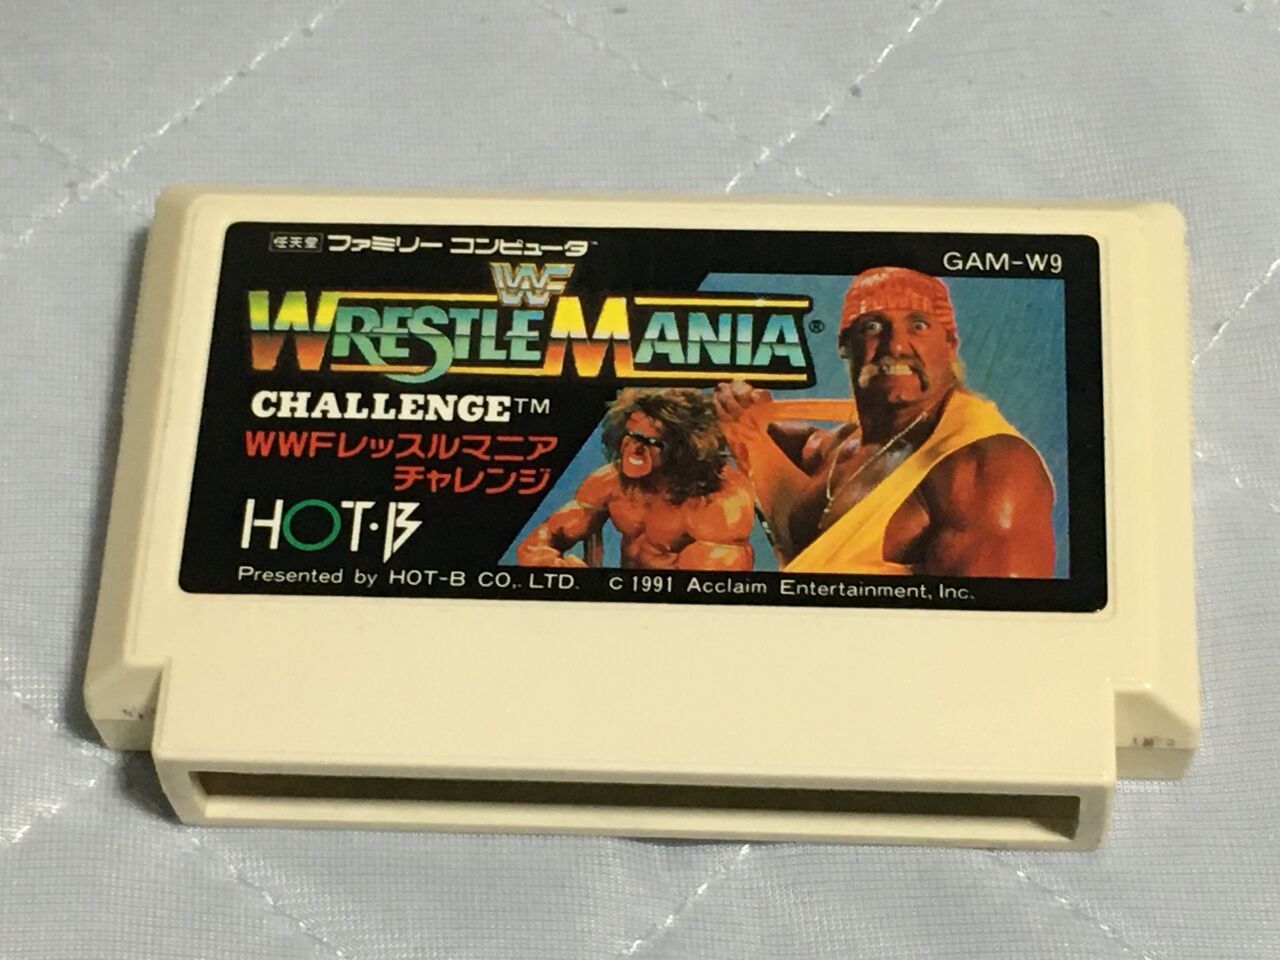 任天堂 ファミリー コンピュータ™
GAM-W9
WF
WRESTLEMANIA®
CHALLENGE™
WWFレッスルマニア
チャレンジ
HOT・B
Presented by HOT-B CO,. LTD. C 1991 Acclaim Entertainment, Inc.